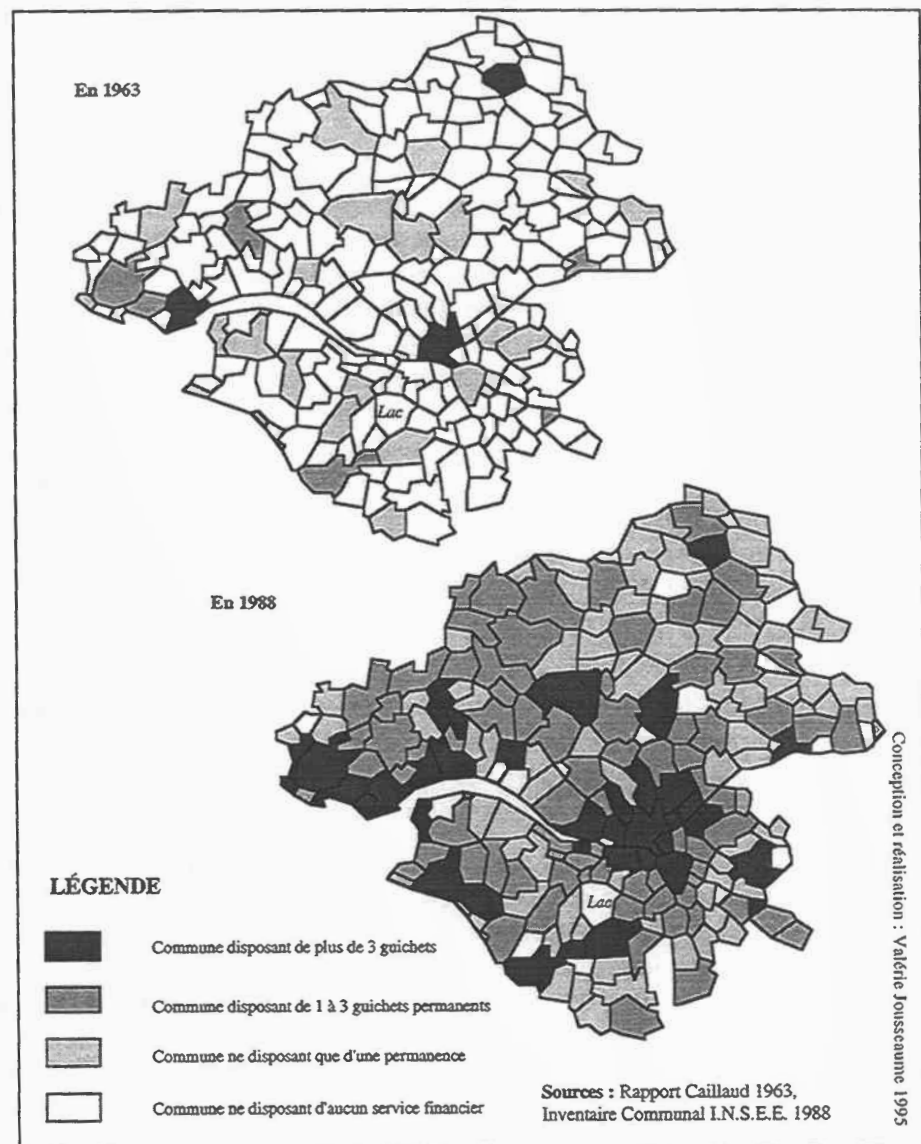 En 1963
Lac
En 1988
Lac
LÉGENDE
Commune disposant de plus de 3 guichets
Commune disposant de 1 à 3 guichets permanents
Commune ne disposant que d'une permanence
Commune ne disposant d'aucun service financier
Sources : Rapport Caillaud 1963,
Inventaire Communal I.N.S.E.E. 1988
Conception et réalisation : Valérie Jousseaume 1995